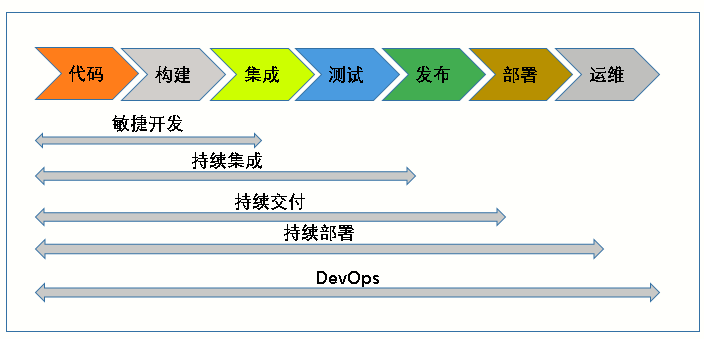 代码 构建 集成 测试 发布 部署 运维
敏捷开发
持续集成
持续交付
持续部署
DevOps